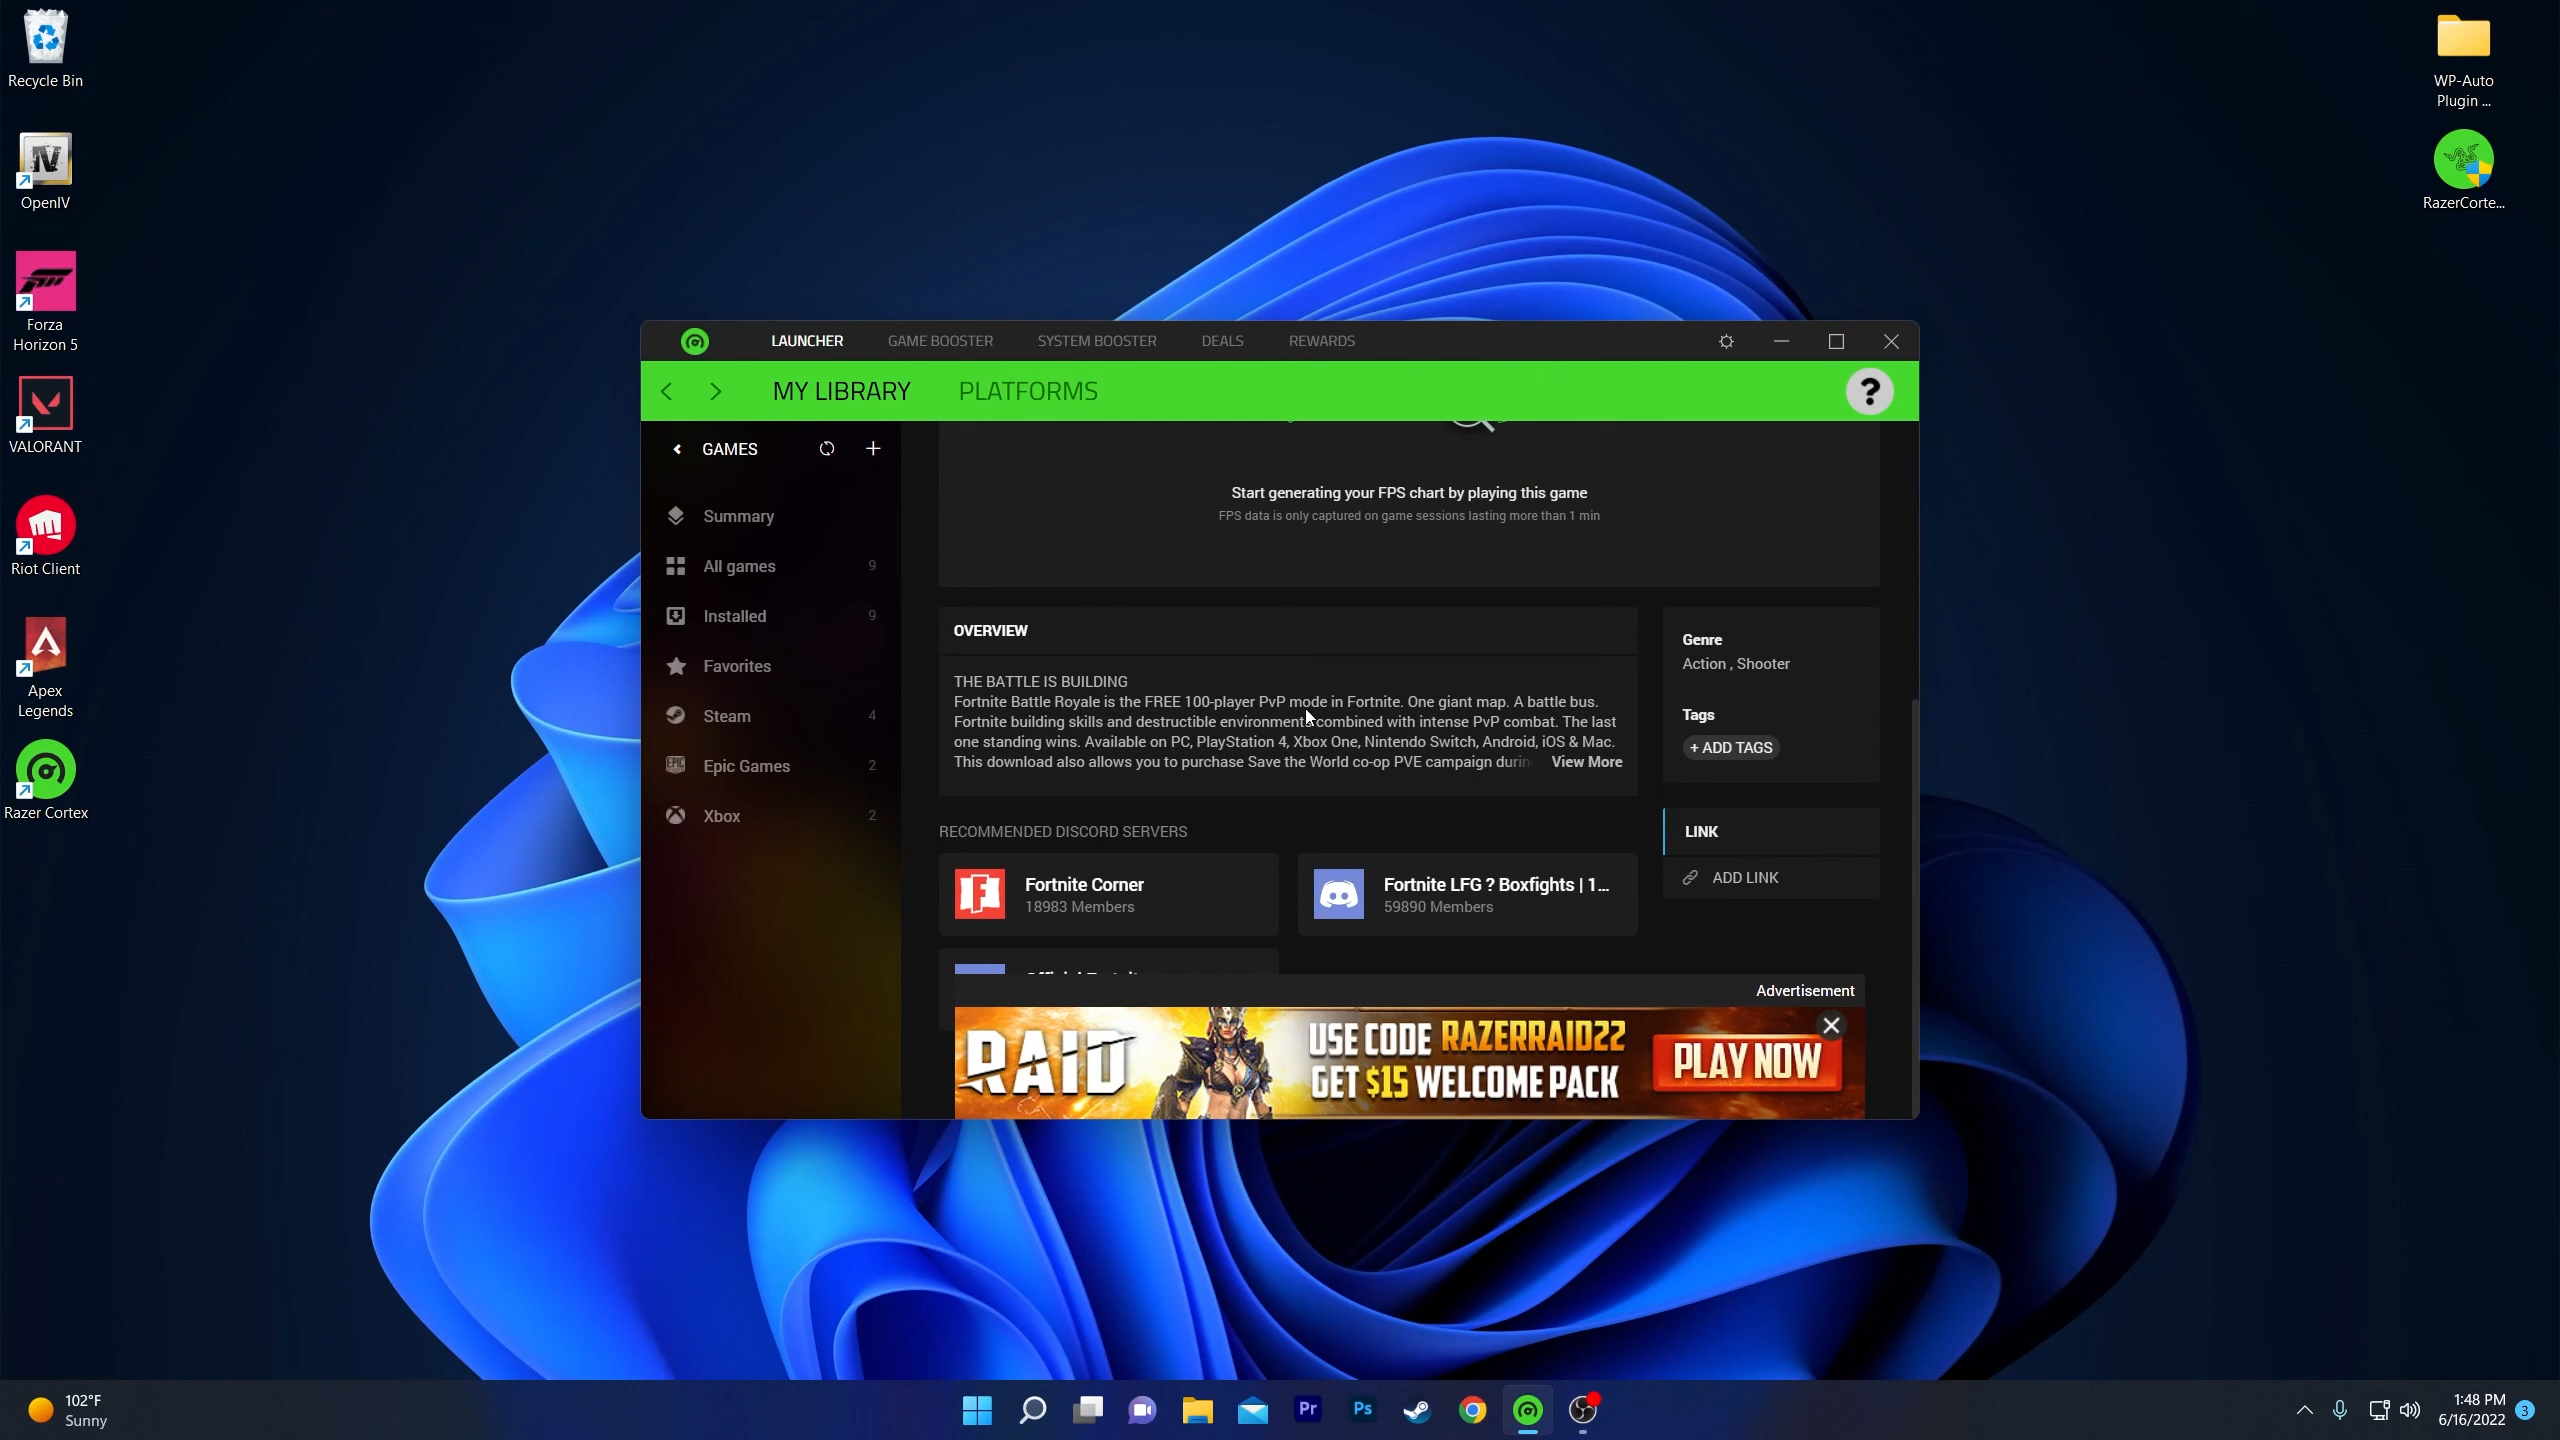 Recycle Bin
OpenIV
Forza
Horizon 5
VALORANT
Riot Client
Apex
Legends
Razer Cortex
WP-Auto
Plugin ...
RazerCorte...
LAUNCHER
GAME BOOSTER
SYSTEM BOOSTER
DEALS
REWARDS
MY LIBRARY
PLATFORMS
?
GAMES
Summary
All games 9
Installed 9
Favorites
Steam 4
Epic Games 2
Xbox 2
Start generating your FPS chart by playing this game
FPS data is only captured on game sessions lasting more than 1 min
OVERVIEW
THE BATTLE IS BUILDING
Fortnite Battle Royale is the FREE 100-player PvP mode in Fortnite. One giant map. A battle bus.
Fortnite building skills and destructible environments combined with intense PvP combat. The last
one standing wins. Available on PC, PlayStation 4, Xbox One, Nintendo Switch, Android, iOS & Mac.
This download also allows you to purchase Save the World co-op PVE campaign durin View More
Genre
Action , Shooter
Tags
+ ADD TAGS
LINK
ADD LINK
RECOMMENDED DISCORD SERVERS
Fortnite Corner
18983 Members
Fortnite LFG ? Boxfights | 1...
59890 Members
Advertisement
RAID
USE CODE RAZERRAID22
GET $15 WELCOME PACK
PLAY NOW
102°F
Sunny
Pr
Ps
1:48 PM
6/16/2022
3